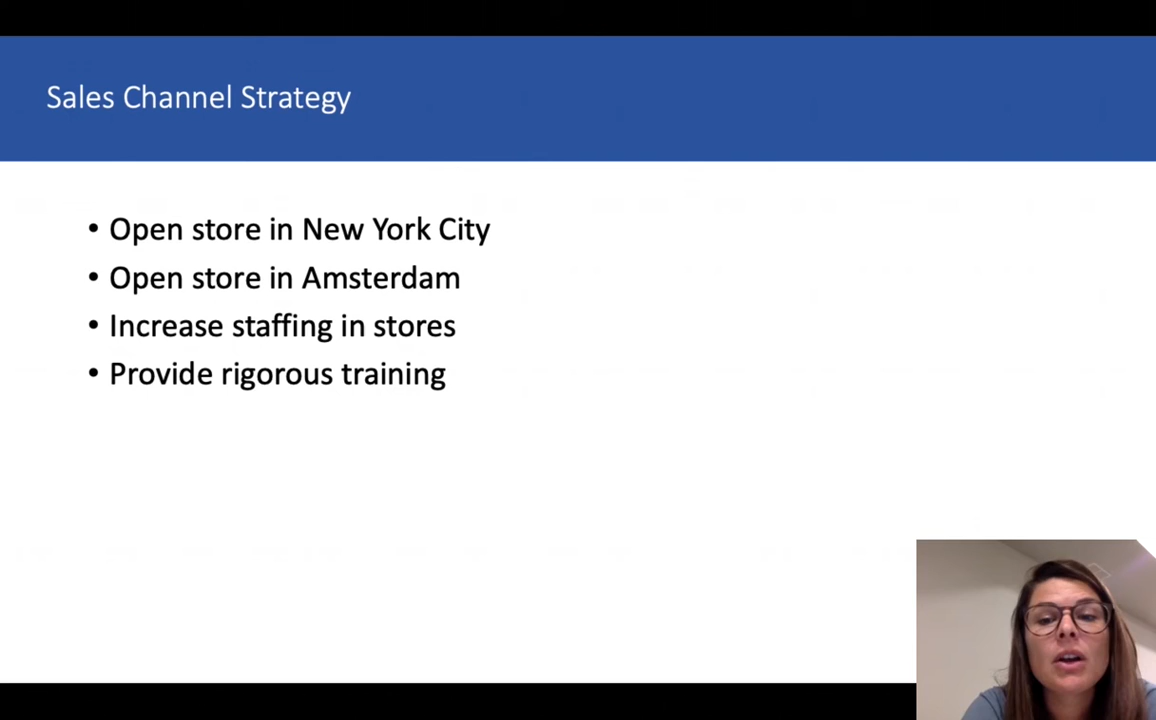 Sales Channel Strategy
• Open store in New York City
• Open store in Amsterdam
• Increase staffing in stores
• Provide rigorous training